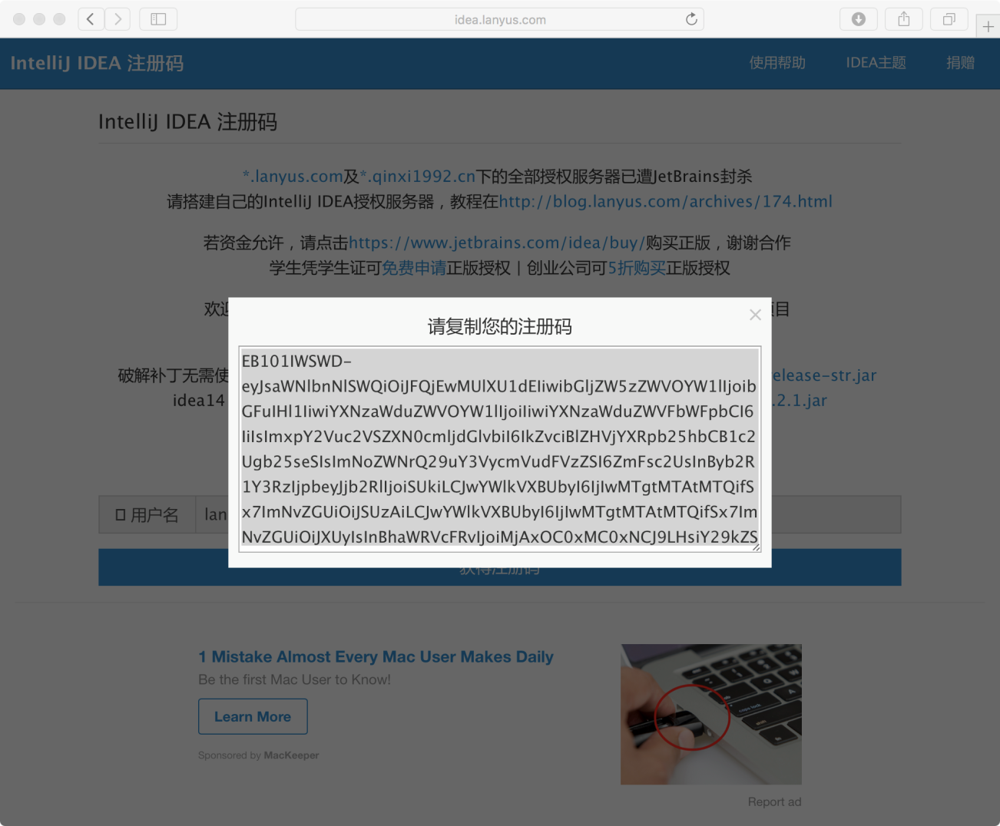 idea.lanyus.com
IntelliJ IDEA 注册码
使用帮助
IDEA主题
捐赠
IntelliJ IDEA 注册码
*.lanyus.com及*.qinxi1992.cn下的全部授权服务器已遭JetBrains封杀
请搭建自己的IntelliJ IDEA授权服务器，教程在http://blog.lanyus.com/archives/174.html
若资金允许，请点击https://www.jetbrains.com/idea/buy/购买正版，谢谢合作
学生凭学生证可免费申请正版授权 | 创业公司可5折购买正版授权
欢迎
项目
请复制您的注册码
×
EB101IWSWD-
eyJsaWNlbnNlSWQiOiJFQjEwMUlXU1dEIiwibGljZW5zZWVOYW1lIjoib
GFuIHl1IiwiYXNzaWduZWVOYW1lIjoiIiwiYXNzaWduZWVFbWFpbCI6
IiIsImxpY2Vuc2VSZXN0cmljdGlvbiI6IkZvciBlZHVjYXRpb25hbCB1c2
Ugb25seSIsImNoZWNrQ29uY3VycmVudFVzZSI6ZmFsc2UsInByb2R
1Y3RzIjpbeyJjb2RlIjoiSUkiLCJwYWlkVXBUbyI6IjIwMTgtMTAtMTQifS
x7ImNvZGUiOiJSUzAiLCJwYWlkVXBUbyI6IjIwMTgtMTAtMTQifSx7Im
NvZGUiOiJXUyIsInBhaWRVcFRvIjoiMjAxOC0xMC0xNCJ9LHsiY29kZS
破解补丁无需使
release-str.jar
idea14
.2.1.jar
用户名
lan
获得注册码
1 Mistake Almost Every Mac User Makes Daily
Be the first Mac User to Know!
Learn More
Sponsored by MacKeeper
Report ad